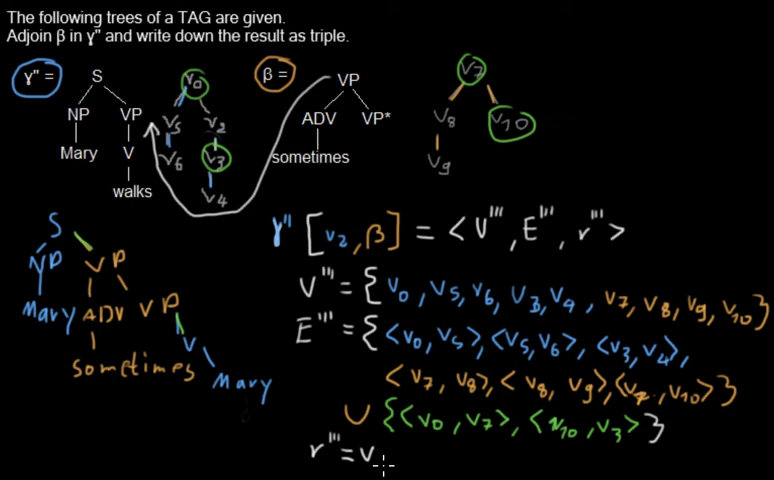 The following trees of a TAG are given.
Adjoin β in γ" and write down the result as triple.
γ" = S v0 β = VP v7
NP VP v5 v2 ADV VP* v8 v10
Mary V v6 v3 sometimes v9
walks v4
S
NP VP
Mary ADV VP
sometimes V
Mary
γ" [v2, β] = <V''', E''', r'''>
V''' = {v0, v5, v6, v3, v4, v7, v8, v9, v10}
E''' = {<v0, v5>, <v5, v6>, <v3, v4>,
<v7, v8>, <v8, v9>, <v7, v10>}
∪ {<v0, v7>, <v10, v3>}
r''' = v